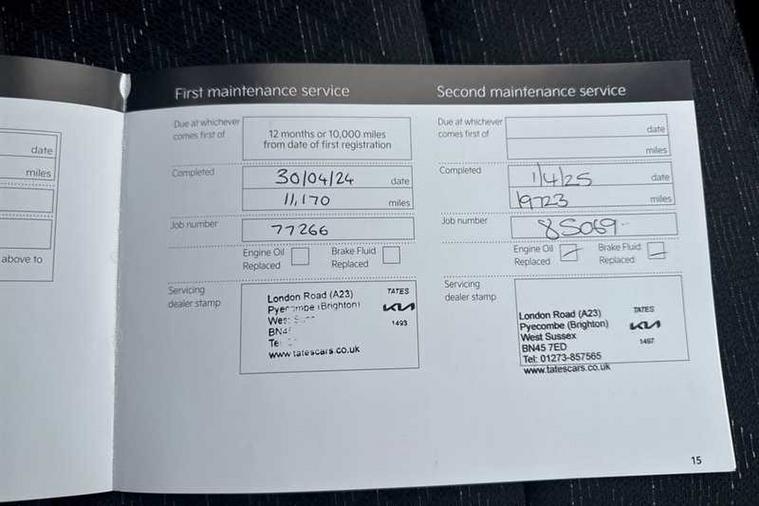 date
miles
above to
First maintenance service
Due at whichever
comes first of
12 months or 10,000 miles
from date of first registration
Completed
30/04/24 date
11,170 miles
Job number
77266
Engine Oil
Replaced
Brake Fluid
Replaced
Servicing
dealer stamp
London Road (A23)
(Brighton)
www.tatescars.co.uk
TATES
KIA
1493
Second maintenance service
Due at whichever
comes first of
date
miles
Completed
1/4/25 date
19723 miles
Job number
85069-
Engine Oil
Replaced
Brake Fluid
Replaced
Servicing
dealer stamp
London Road (A23)
Pyecombe (Brighton)
West Sussex
BN45 7ED
Tel: 01273-857565
www.tatescars.co.uk
TATES
KIA
15